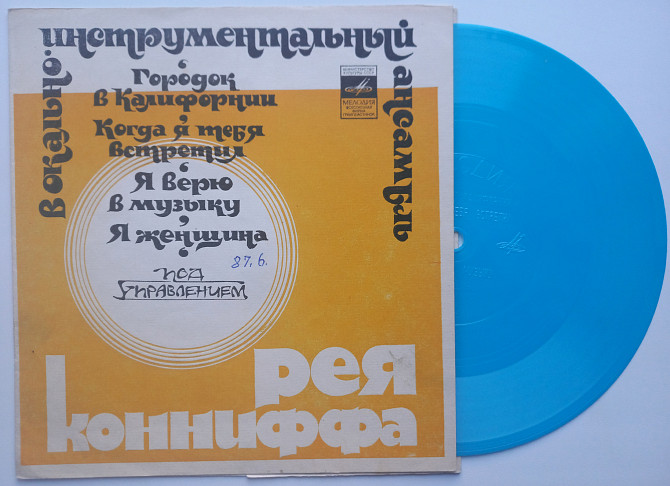 вокально-
инструментальный
ансамбль
Городок
в Калифорнии
Когда я тебя
встретил
Я верю
в музыку
Я женщина
87.6.
под
управлением
Рея
Конниффа
МЕЛОДИЯ